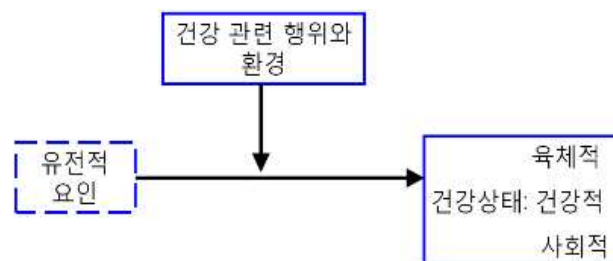 건강 관련 행위와
환경
유전적
요인
육체적
건강상태: 건강적
사회적